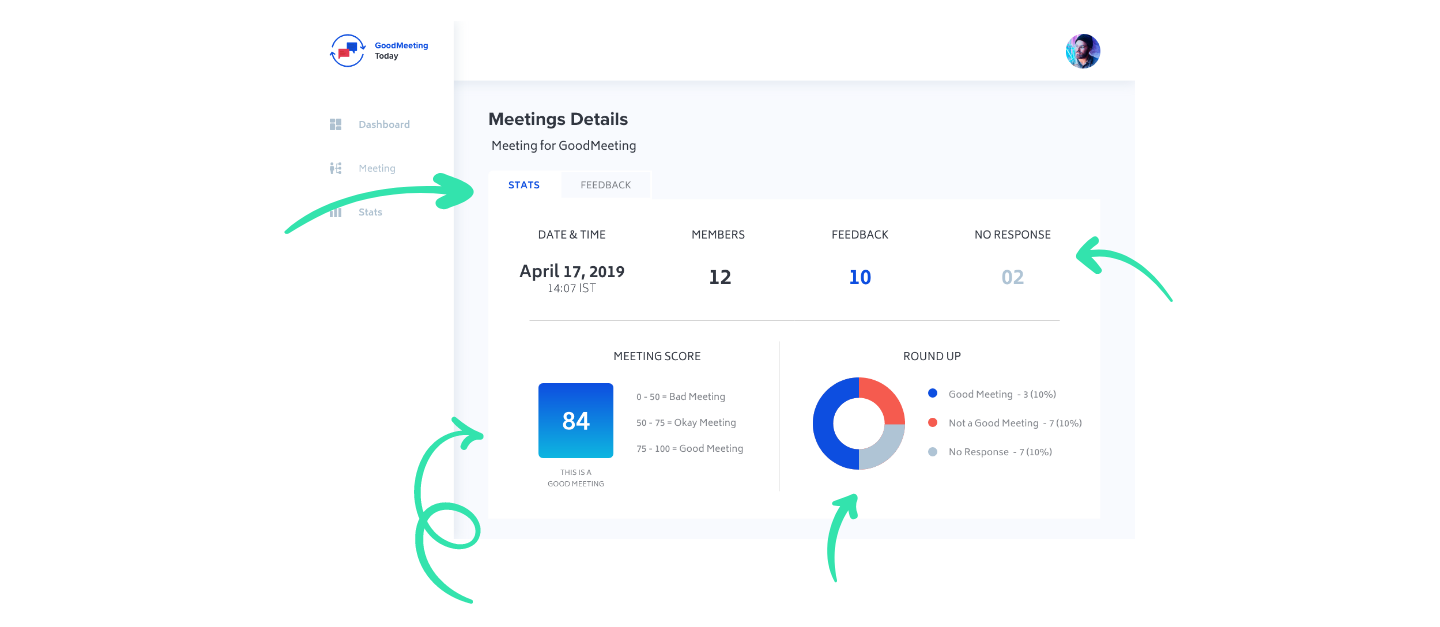 GoodMeeting
Today
Dashboard
Meeting
Stats
Meetings Details
Meeting for GoodMeeting
STATS FEEDBACK
DATE & TIME MEMBERS FEEDBACK NO RESPONSE
April 17, 2019 12 10 02
14:07 IST
MEETING SCORE ROUND UP
84
0 - 50 = Bad Meeting
50 - 75 = Okay Meeting
75 - 100 = Good Meeting
THIS IS A
GOOD MEETING
Good Meeting - 3 (10%)
Not a Good Meeting - 7 (10%)
No Response - 7 (10%)